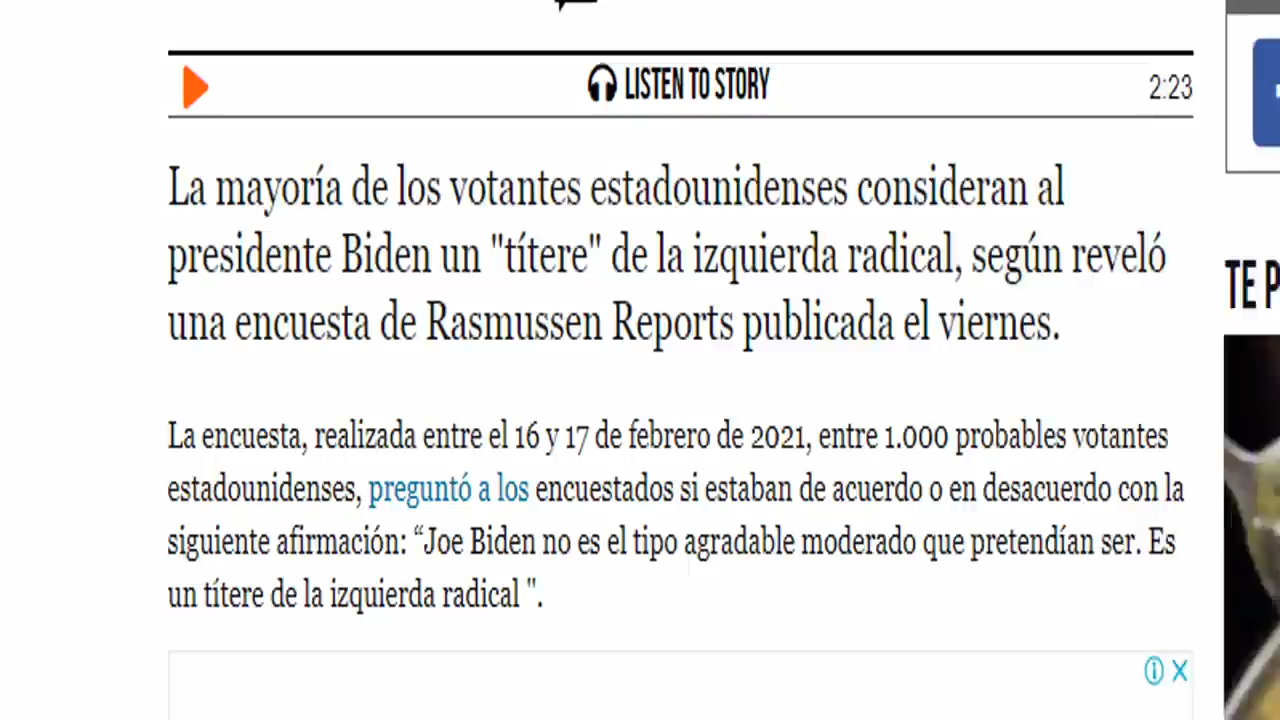 LISTEN TO STORY
2:23
La mayoría de los votantes estadounidenses consideran al
presidente Biden un "títere" de la izquierda radical, según reveló
una encuesta de Rasmussen Reports publicada el viernes.
TE P
La encuesta, realizada entre el 16 y 17 de febrero de 2021, entre 1.000 probables votantes
estadounidenses, preguntó a los encuestados si estaban de acuerdo o en desacuerdo con la
siguiente afirmación: “Joe Biden no es el tipo agradable moderado que pretendían ser. Es
un títere de la izquierda radical ".